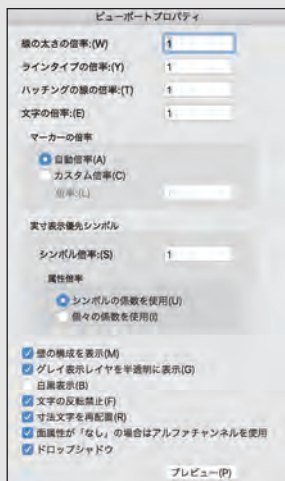 ビューポートプロパティ
線の太さの倍率:(W) 1
ラインタイプの倍率:(Y) 1
ハッチングの線の倍率:(T) 1
文字の倍率:(E) 1
マーカーの倍率
自動倍率(A)
カスタム倍率(C)
倍率:(L)
実寸表示優先シンボル
シンボル倍率:(S) 1
属性倍率
シンボルの係数を使用(U)
個々の係数を使用(I)
壁の構成を表示(M)
グレイ表示レイヤを半透明に表示(G)
白黒表示(B)
文字の反転禁止(F)
寸法文字を再配置(R)
面属性が「なし」の場合はアルファチャンネルを使用
ドロップシャドウ
プレビュー(P)